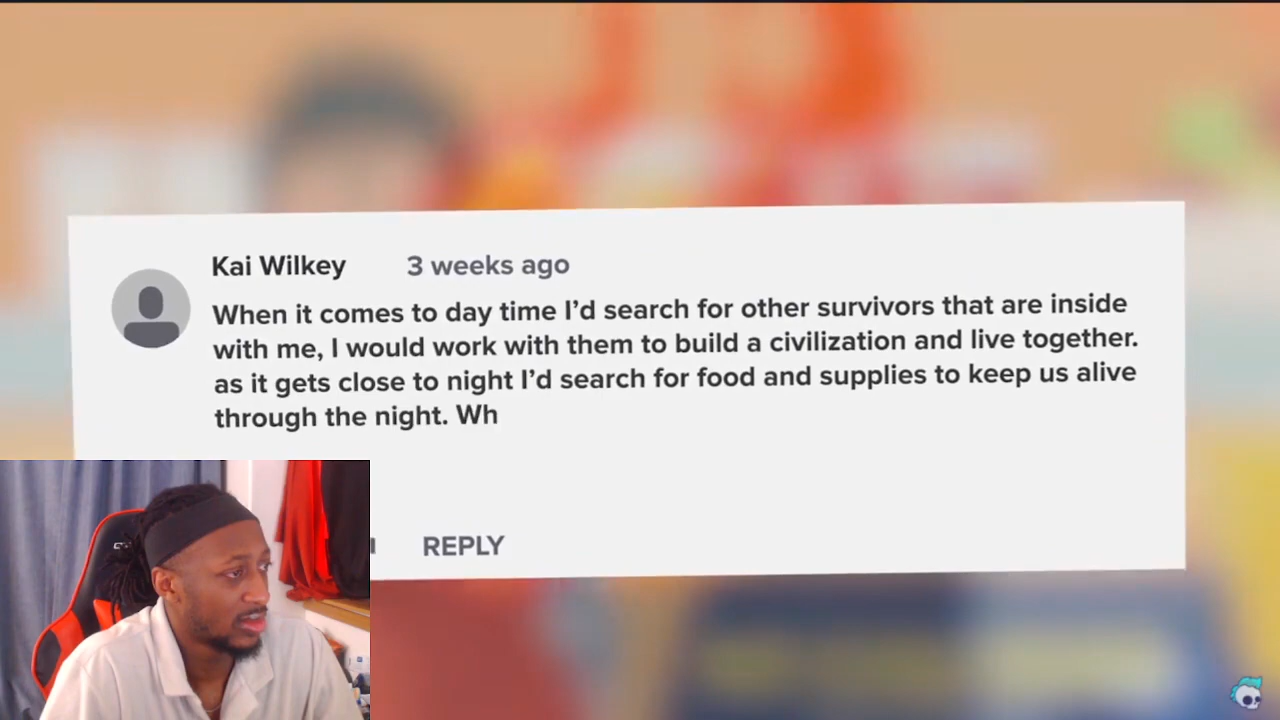 Kai Wilkey 3 weeks ago
When it comes to day time I'd search for other survivors that are inside
with me, I would work with them to build a civilization and live together.
as it gets close to night I'd search for food and supplies to keep us alive
through the night. Wh
REPLY